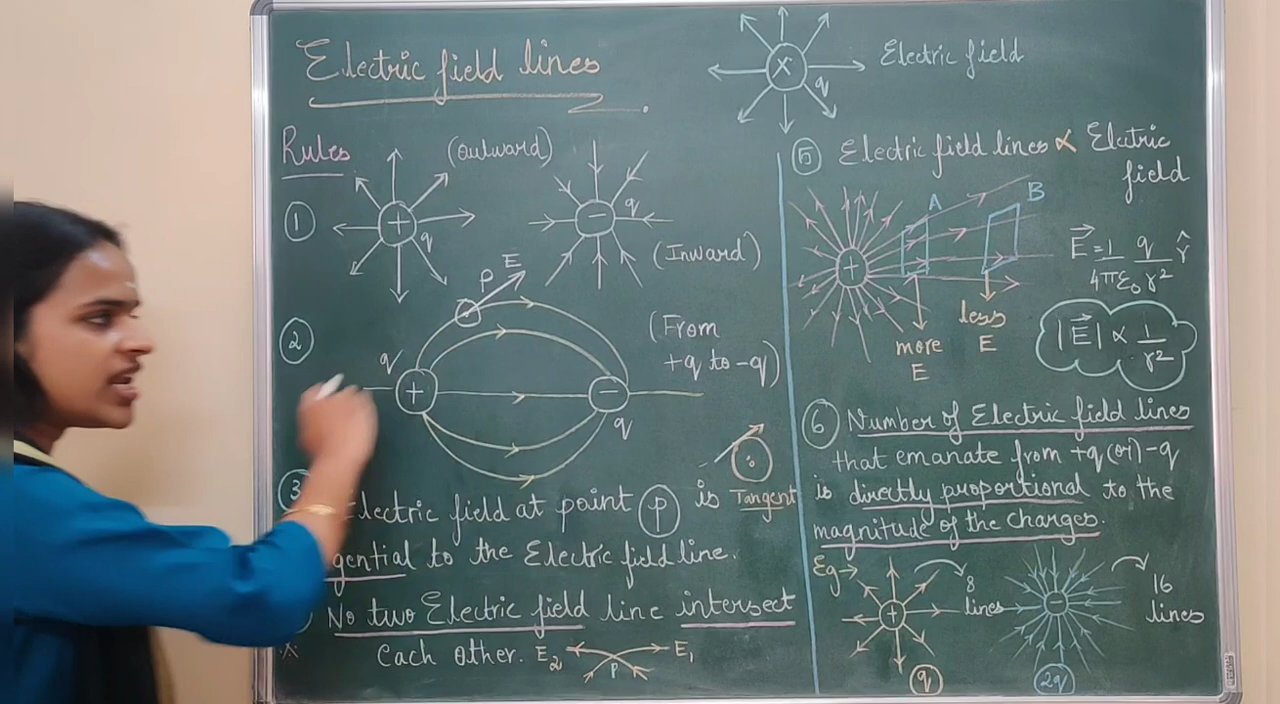 Electric field lines
x
q
Electric field
Rules
(Outward)
①
+
q
-
q
(Inward)
②
P
E
q
+
-
q
(From
+q to -q)
③
Electric field at point P is Tangent
gential to the Electric field line.
No two Electric field line intersect
each other. E₂ E₁
P
⑤ Electric field lines ∝ Electric
field
A
B
+
more
E
less
E
E⃗ = 1/4πε₀ q/r² r̂
|E⃗| ∝ 1/r²
⑥ Number of Electric field lines
that emanate from +q (or) -q
is directly proportional to the
magnitude of the charges.
Eg→
+
8
lines
-
16
lines
q
2q